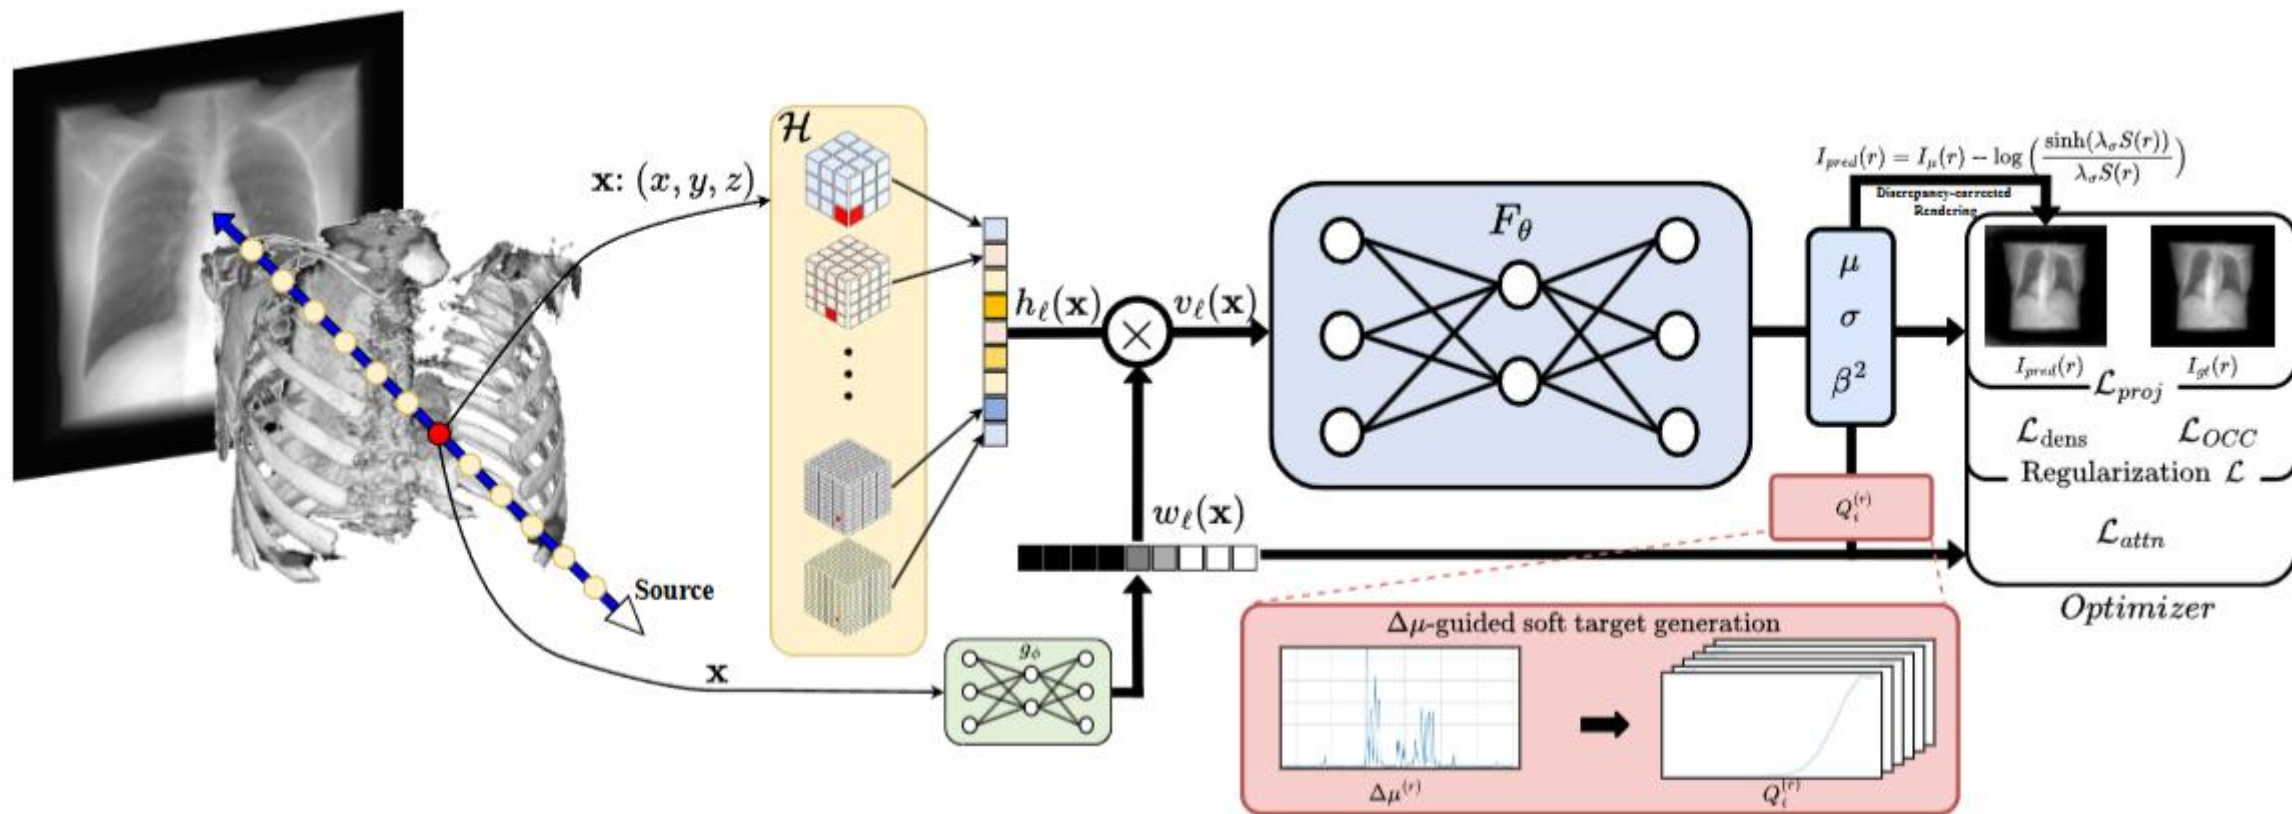 𝓗
x: (x, y, z)
Source
x
g_ϕ
h_ℓ(x)
×
v_ℓ(x)
w_ℓ(x)
F_θ
μ
σ
β²
I_pred(r) = I_μ(r) − log ( sinh(λ_σ S(r)) / λ_σ S(r) )
Discrepancy-corrected
Rendering
I_pred(r) I_gt(r)
𝓛_proj
𝓛_dens 𝓛_OCC
Regularization 𝓛
𝓛_attn
Optimizer
Q_i^(r)
Δμ-guided soft target generation
Δμ^(r) Q_i^(r)